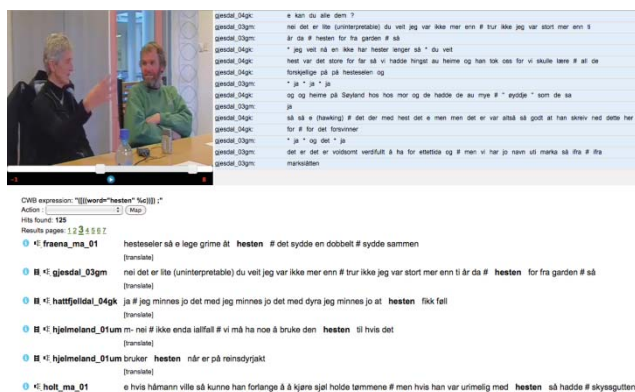 gjesdal_04gk: e kan du alle dem ?
gjesdal_03gm: nei det er lite (uninterpretable) du veit jeg var ikke mer enn # trur ikke jeg var stort mer enn ti
gjesdal_03gm: år da # hesten for fra garden # så
gjesdal_04gk: * jeg veit nå en ikke har hester lenger så * du veit
gjesdal_04gk: hest var det store for far så vi hadde hingst au heime og han tok oss for vi skulle lære # all de
gjesdal_04gk: forskjellige på på hesteselen og
gjesdal_03gm: * ja * ja * ja
gjesdal_04gk: og og heime på Søyland hos hos mor og de hadde de au mye # * øyddje * som de sa
gjesdal_03gm: ja
gjesdal_04gk: så så e (hawking) # det der med hest det e men men det er var altså så godt at han skreiv ned dette her
gjesdal_04gk: for # for det forsvinner
gjesdal_03gm: * ja * og det * ja
gjesdal_03gm: det er det er voldsomt verdifullt å ha for ettettida og # men vi har jo navn uti marka så ifra # ifra
gjesdal_03gm: markslåtten
-1 6
CWB expression: "([((word="hesten" %c))]) ;"
Action : Map
Hits found: 125
Results pages: 1 2 3 4 5 6 7
fraena_ma_01 hesteseler så e lege grime åt hesten # det sydde en dobbelt # sydde sammen
[translate]
gjesdal_03gm nei det er lite (uninterpretable) du veit jeg var ikke mer enn # trur ikke jeg var stort mer enn ti år da # hesten for fra garden # så
[translate]
hattfjelldal_04gk ja # jeg minnes jo det med jeg minnes jo det med dyra jeg minnes jo at hesten fikk føll
[translate]
hjelmeland_01um m- nei # ikke enda iallfall # vi må ha noe å bruke den hesten til hvis det
[translate]
hjelmeland_01um bruker hesten når er på reinsdyrjakt
[translate]
holt_ma_01 e hvis håmann ville så kunne han forlange å å kjøre sjøl holde tømmene # men hvis han var urimelig med hesten så hadde # skyssgutten